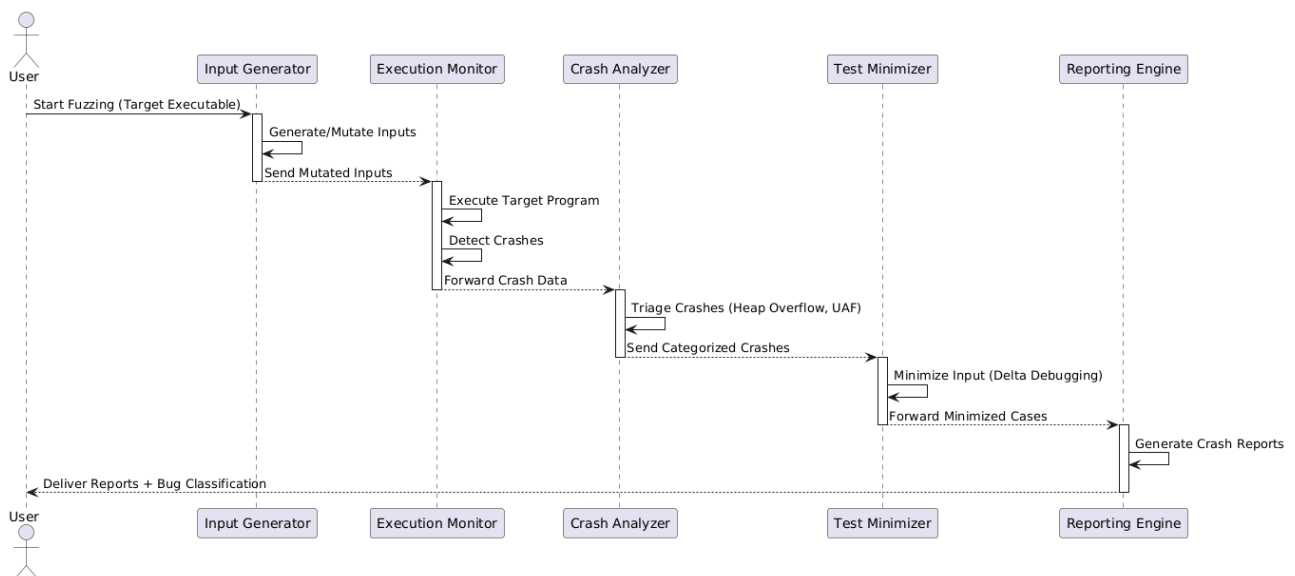 User
Input Generator
Execution Monitor
Crash Analyzer
Test Minimizer
Reporting Engine
Start Fuzzing (Target Executable)
Generate/Mutate Inputs
Send Mutated Inputs
Execute Target Program
Detect Crashes
Forward Crash Data
Triage Crashes (Heap Overflow, UAF)
Send Categorized Crashes
Minimize Input (Delta Debugging)
Forward Minimized Cases
Generate Crash Reports
Deliver Reports + Bug Classification
User
Input Generator
Execution Monitor
Crash Analyzer
Test Minimizer
Reporting Engine